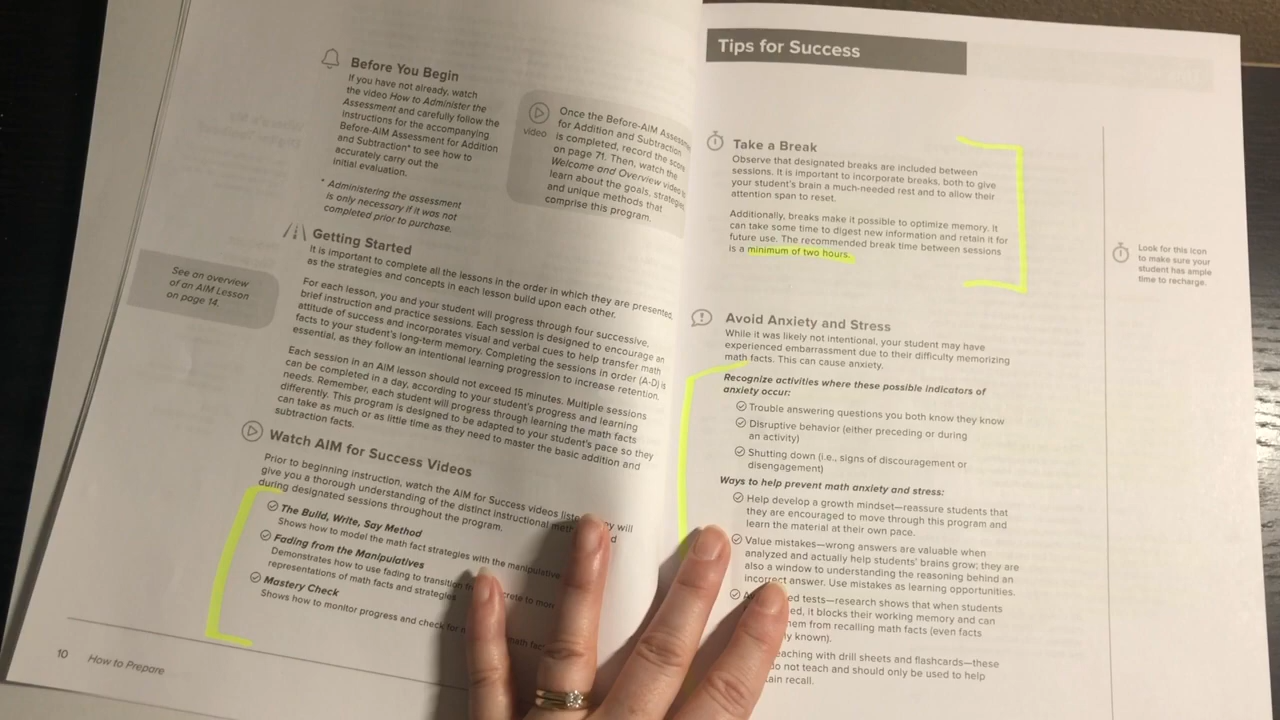 Before You Begin
If you have not already, watch
the video How to Administer the
Assessment and carefully follow the
instructions for the accompanying
Before-AIM Assessment for Addition
and Subtraction* to see how to
accurately carry out the
initial evaluation.
* Administering the assessment
is only necessary if it was not
completed prior to purchase.
video
Once the Before-AIM
for Addition and Subtraction
is completed, record the score
on page 71. Then, watch the
Welcome and Overview video to
learn about the goals, strategies
and unique methods that
comprise this program.
Getting Started
It is important to complete all the lessons in the order in which they are presented,
as the strategies and concepts in each lesson build upon each other.
See an overview
of an AIM Lesson
on page 14.
For each lesson, you and your student will progress through four successive,
brief instruction and practice sessions. Each session is designed to encourage an
attitude of success and incorporates visual and verbal cues to help transfer math
facts to your student's long-term memory. Completing the sessions in order (A-D) is
essential, as they follow an intentional learning progression to increase retention.
Each session in an AIM lesson should not exceed 15 minutes. Multiple sessions
can be completed in a day, according to your student's progress and learning
needs. Remember, each student will progress through learning the math facts
differently. This program is designed to be adapted to your student's pace so they
can take as much or as little time as they need to master the basic addition and
subtraction facts.
Watch AIM for Success Videos
Prior to beginning instruction, watch the AIM for Success videos will
give you a thorough understanding of the distinct instructional
during designated sessions throughout the program.
The Build, Write, Say Method
Shows how to model the math fact strategies with the manipulative
Fading from the Manipulatives
Demonstrates how to use fading to transition
representations of math facts and strategies
Mastery Check
Shows how to monitor progress and check for math
10 How to Prepare
Tips for Success
Take a Break
Observe that designated breaks are included between
sessions. It is important to incorporate breaks, both to give
your student's brain a much-needed rest and to allow their
attention span to reset.
Additionally, breaks make it possible to optimize memory. It
can take some time to digest new information and retain it for
future use. The recommended break time between sessions
is a minimum of two hours.
Look for this icon
to make sure your
student has ample
time to recharge.
Avoid Anxiety and Stress
While it was likely not intentional, your student may have
experienced embarrassment due to their difficulty memorizing
math facts. This can cause anxiety.
Recognize activities where these possible indicators of
anxiety occur:
Trouble answering questions you both know they know
Disruptive behavior (either preceding or during
an activity)
Shutting down (i.e., signs of discouragement or
disengagement)
Ways to help prevent math anxiety and stress:
Help develop a growth mindset—reassure students that
they are encouraged to move through this program and
learn the material at their own pace.
Value mistakes—wrong answers are valuable when
analyzed and actually help students' brains grow; they are
also a window to understanding the reasoning behind an
incorrect answer. Use mistakes as learning opportunities.
tests—research shows that when students
it blocks their working memory and can
them from recalling math facts (even facts
known).
with drill sheets and flashcards—these
do not teach and should only be used to help
recall.